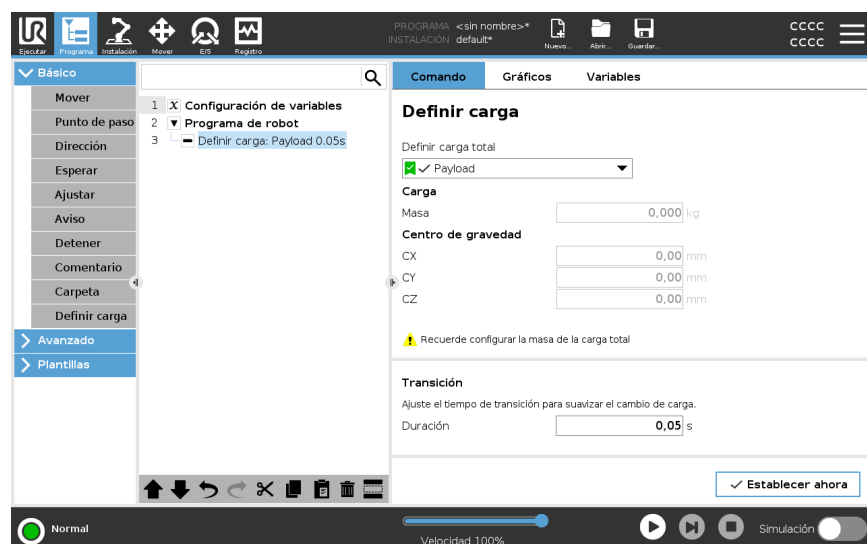 UR
Ejecutar
Programa
Instalación
Mover
E/S
Registro
PROGRAMA <sin nombre>*
INSTALACIÓN default*
Nuevo...
Abrir...
Guardar...
cccc
cccc
Básico
Mover
Punto de paso
Dirección
Esperar
Ajustar
Aviso
Detener
Comentario
Carpeta
Definir carga
Avanzado
Plantillas
1 X Configuración de variables
2 Programa de robot
3 Definir carga: Payload 0.05s
Comando Gráficos Variables
Definir carga
Definir carga total
Payload
Carga
Masa 0,000 kg
Centro de gravedad
CX 0,00 mm
CY 0,00 mm
CZ 0,00 mm
Recuerde configurar la masa de la carga total
Transición
Ajuste el tiempo de transición para suavizar el cambio de carga.
Duración 0,05 s
Establecer ahora
Normal
Velocidad 100%
Simulación